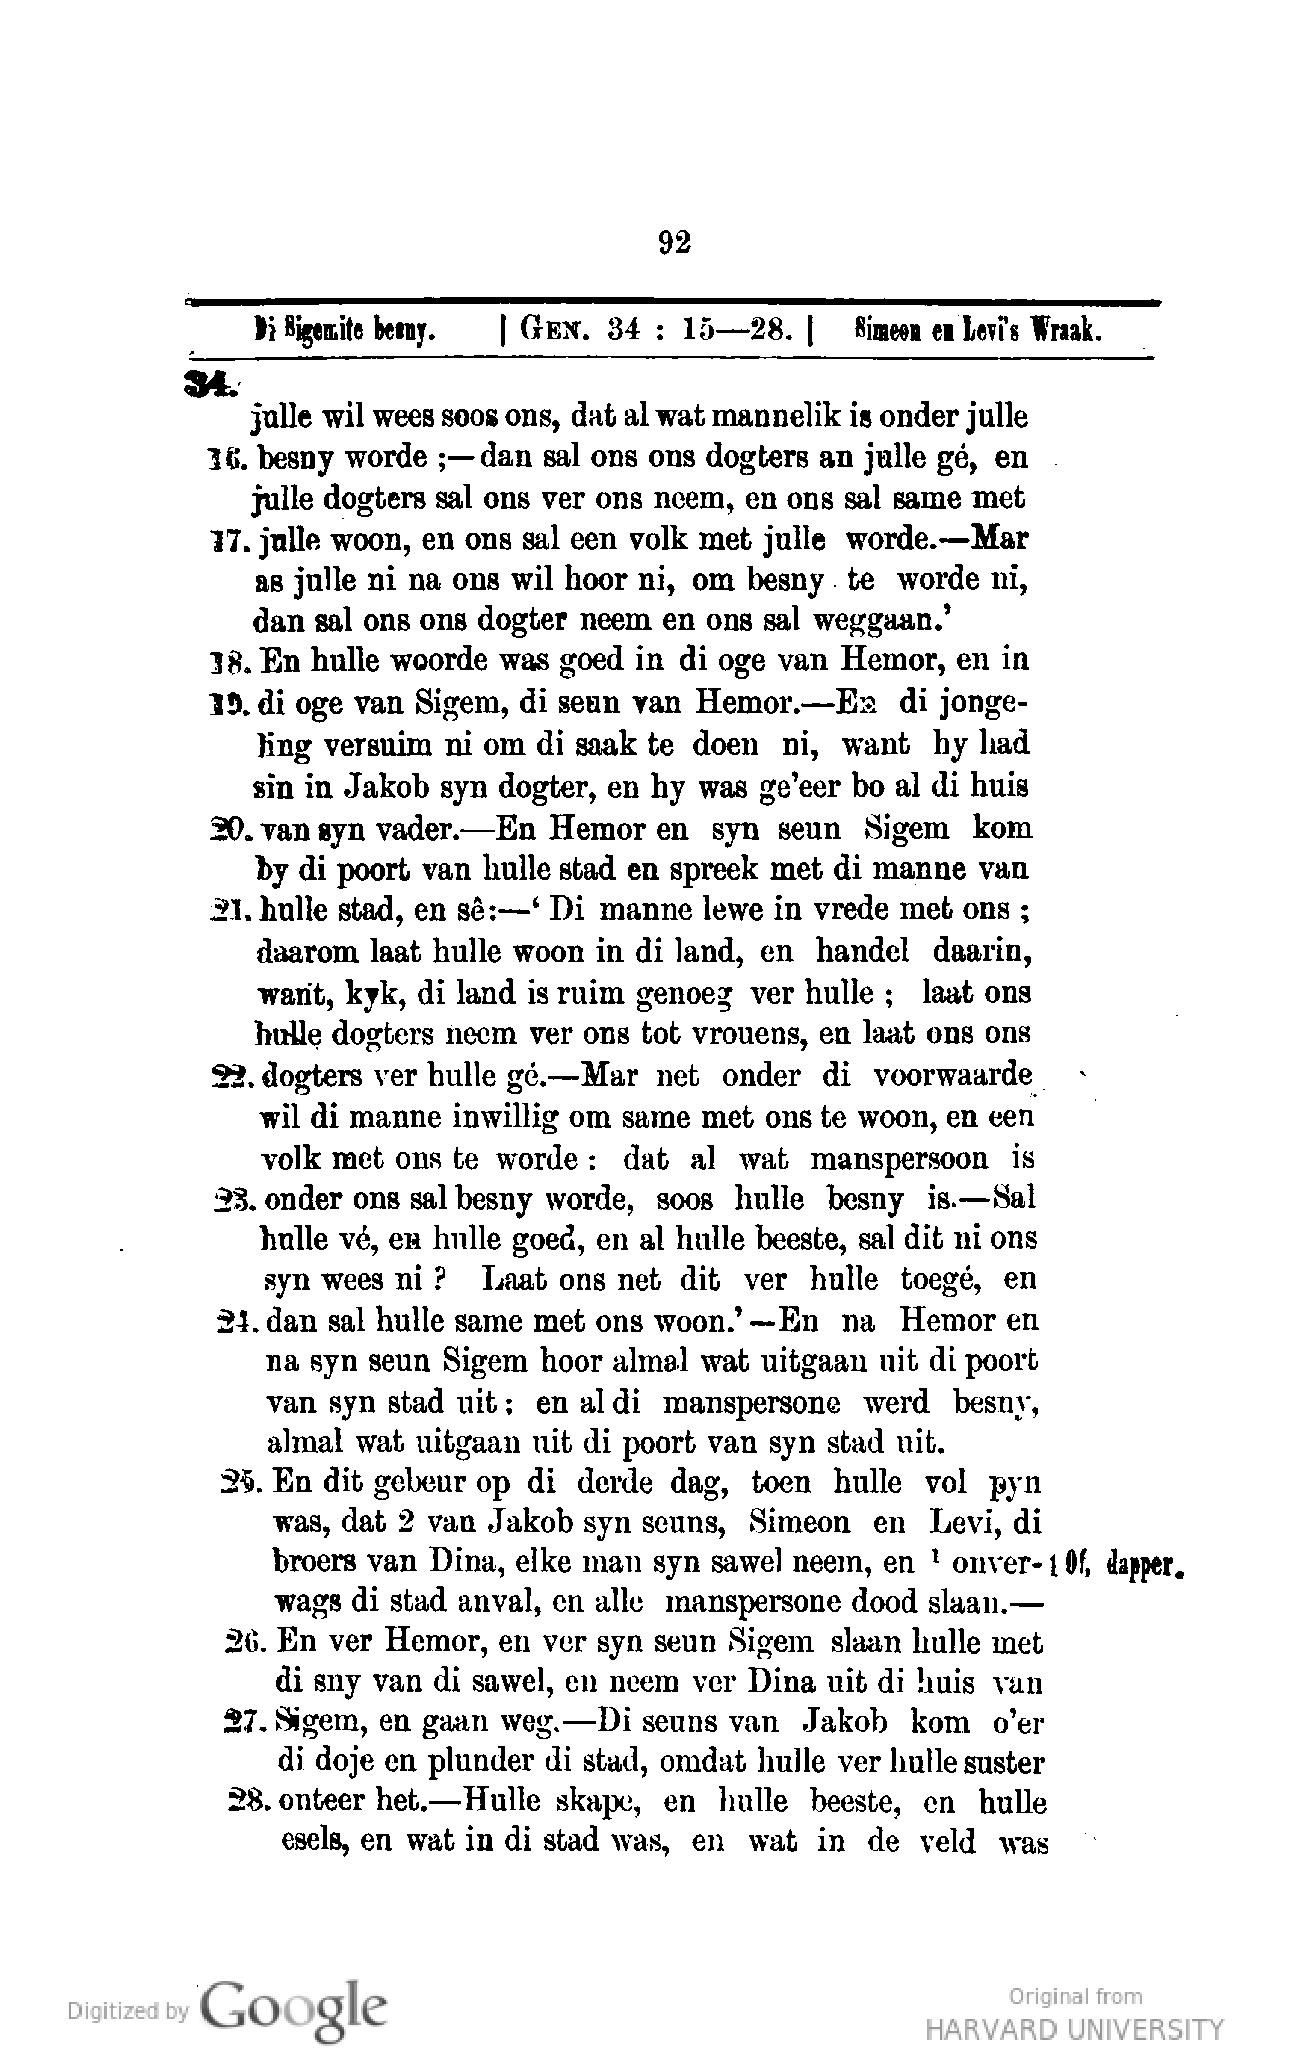 92
Di Sigemite besny. | GEN. 34 : 15—28. | Simeon en Levi's Wraak.
34.
julle wil wees soos ons, dat al wat mannelik is onder julle
16. besny worde ;—dan sal ons ons dogters an julle gé, en
julle dogters sal ons ver ons neem, en ons sal same met
17. julle woon, en ons sal een volk met julle worde.—Mar
as julle ni na ons wil hoor ni, om besny te worde ni,
dan sal ons ons dogter neem en ons sal weggaan.’
18. En hulle woorde was goed in di oge van Hemor, en in
19. di oge van Sigem, di seun van Hemor.—En di jonge-
ling versuim ni om di saak te doen ni, want hy had
sin in Jakob syn dogter, en hy was ge’eer bo al di huis
20. van syn vader.—En Hemor en syn seun Sigem kom
by di poort van hulle stad en spreek met di manne van
21. hulle stad, en sê:—‘ Di manne lewe in vrede met ons ;
daarom laat hulle woon in di land, en handel daarin,
want, kyk, di land is ruim genoeg ver hulle ; laat ons
hulle dogters neem ver ons tot vrouens, en laat ons ons
22. dogters ver hulle gé.—Mar net onder di voorwaarde
wil di manne inwillig om same met ons te woon, en een
volk met ons te worde : dat al wat manspersoon is
23. onder ons sal besny worde, soos hulle besny is.—Sal
hulle vé, en hulle goed, en al hulle beeste, sal dit ni ons
syn wees ni ? Laat ons net dit ver hulle toegé, en
24. dan sal hulle same met ons woon.’—En na Hemor en
na syn seun Sigem hoor almal wat uitgaan uit di poort
van syn stad uit ; en al di manspersone werd besny,
almal wat uitgaan uit di poort van syn stad uit.
25. En dit gebeur op di derde dag, toen hulle vol pyn
was, dat 2 van Jakob syn seuns, Simeon en Levi, di
broers van Dina, elke man syn sawel neem, en ¹ onver- 1 Of, dapper.
wags di stad anval, en alle manspersone dood slaan.—
26. En ver Hemor, en ver syn seun Sigem slaan hulle met
di sny van di sawel, en neem ver Dina uit di huis van
27. Sigem, en gaan weg.—Di seuns van Jakob kom o’er
di doje en plunder di stad, omdat hulle ver hulle suster
28. onteer het.—Hulle skape, en hulle beeste, en hulle
esels, en wat in di stad was, en wat in de veld was
Digitized by Google
Original from
HARVARD UNIVERSITY